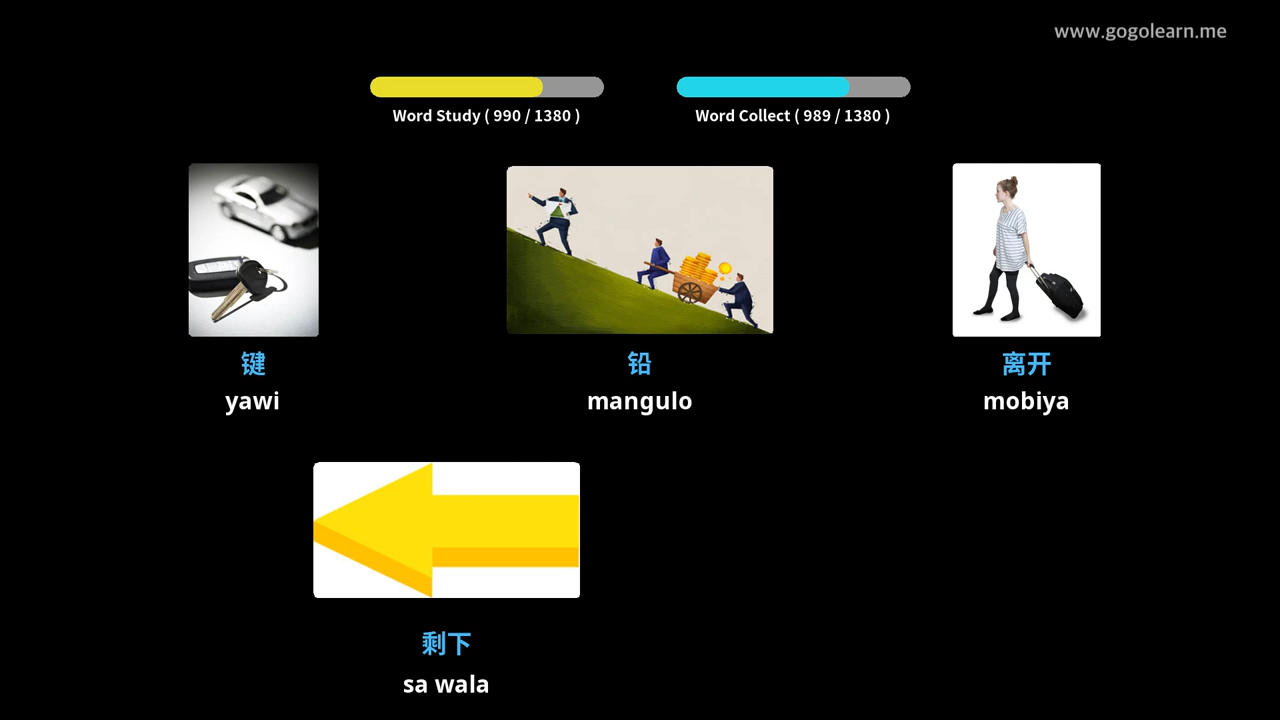 www.gogolearn.me
Word Study ( 990 / 1380 )
Word Collect ( 989 / 1380 )
键
yawi
铅
mangulo
离开
mobiya
剩下
sa wala